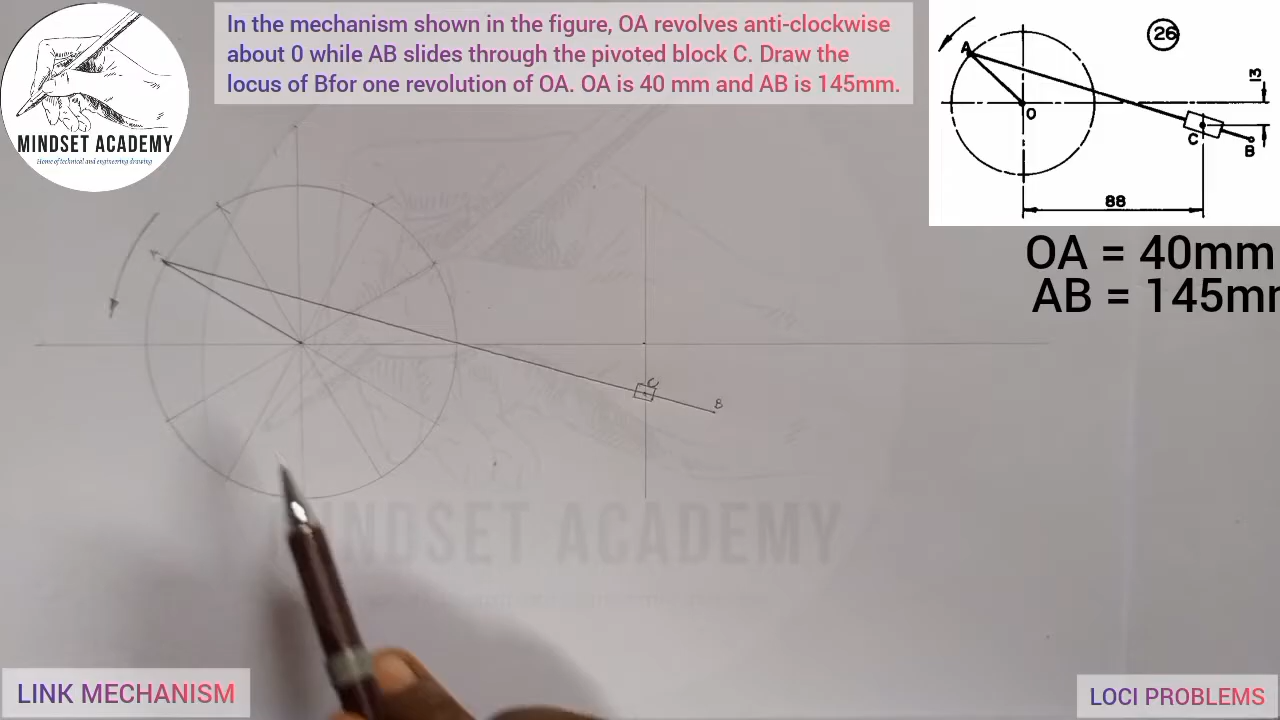 MINDSET ACADEMY
Home of technical and engineering drawing
In the mechanism shown in the figure, OA revolves anti-clockwise
about 0 while AB slides through the pivoted block C. Draw the
locus of Bfor one revolution of OA. OA is 40 mm and AB is 145mm.
26
A
13
O
C
B
88
OA = 40mm
AB = 145mm
A
C
B
MINDSET ACADEMY
LINK MECHANISM
LOCI PROBLEMS